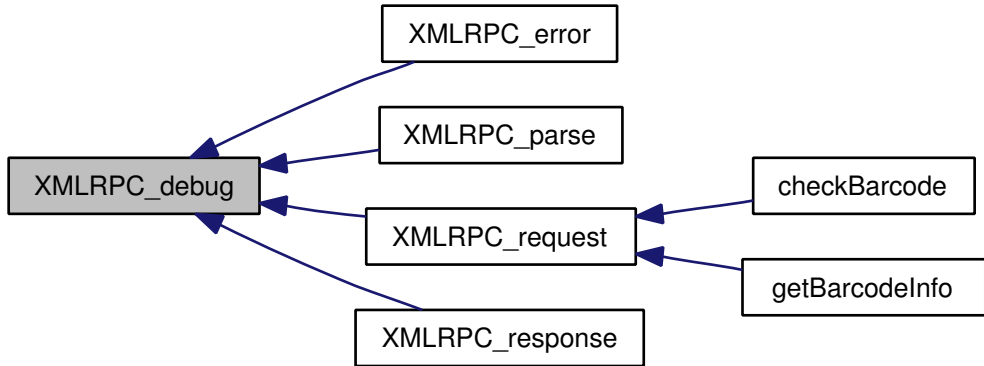 XMLRPC_error
XMLRPC_parse
XMLRPC_debug
checkBarcode
XMLRPC_request
getBarcodeInfo
XMLRPC_response